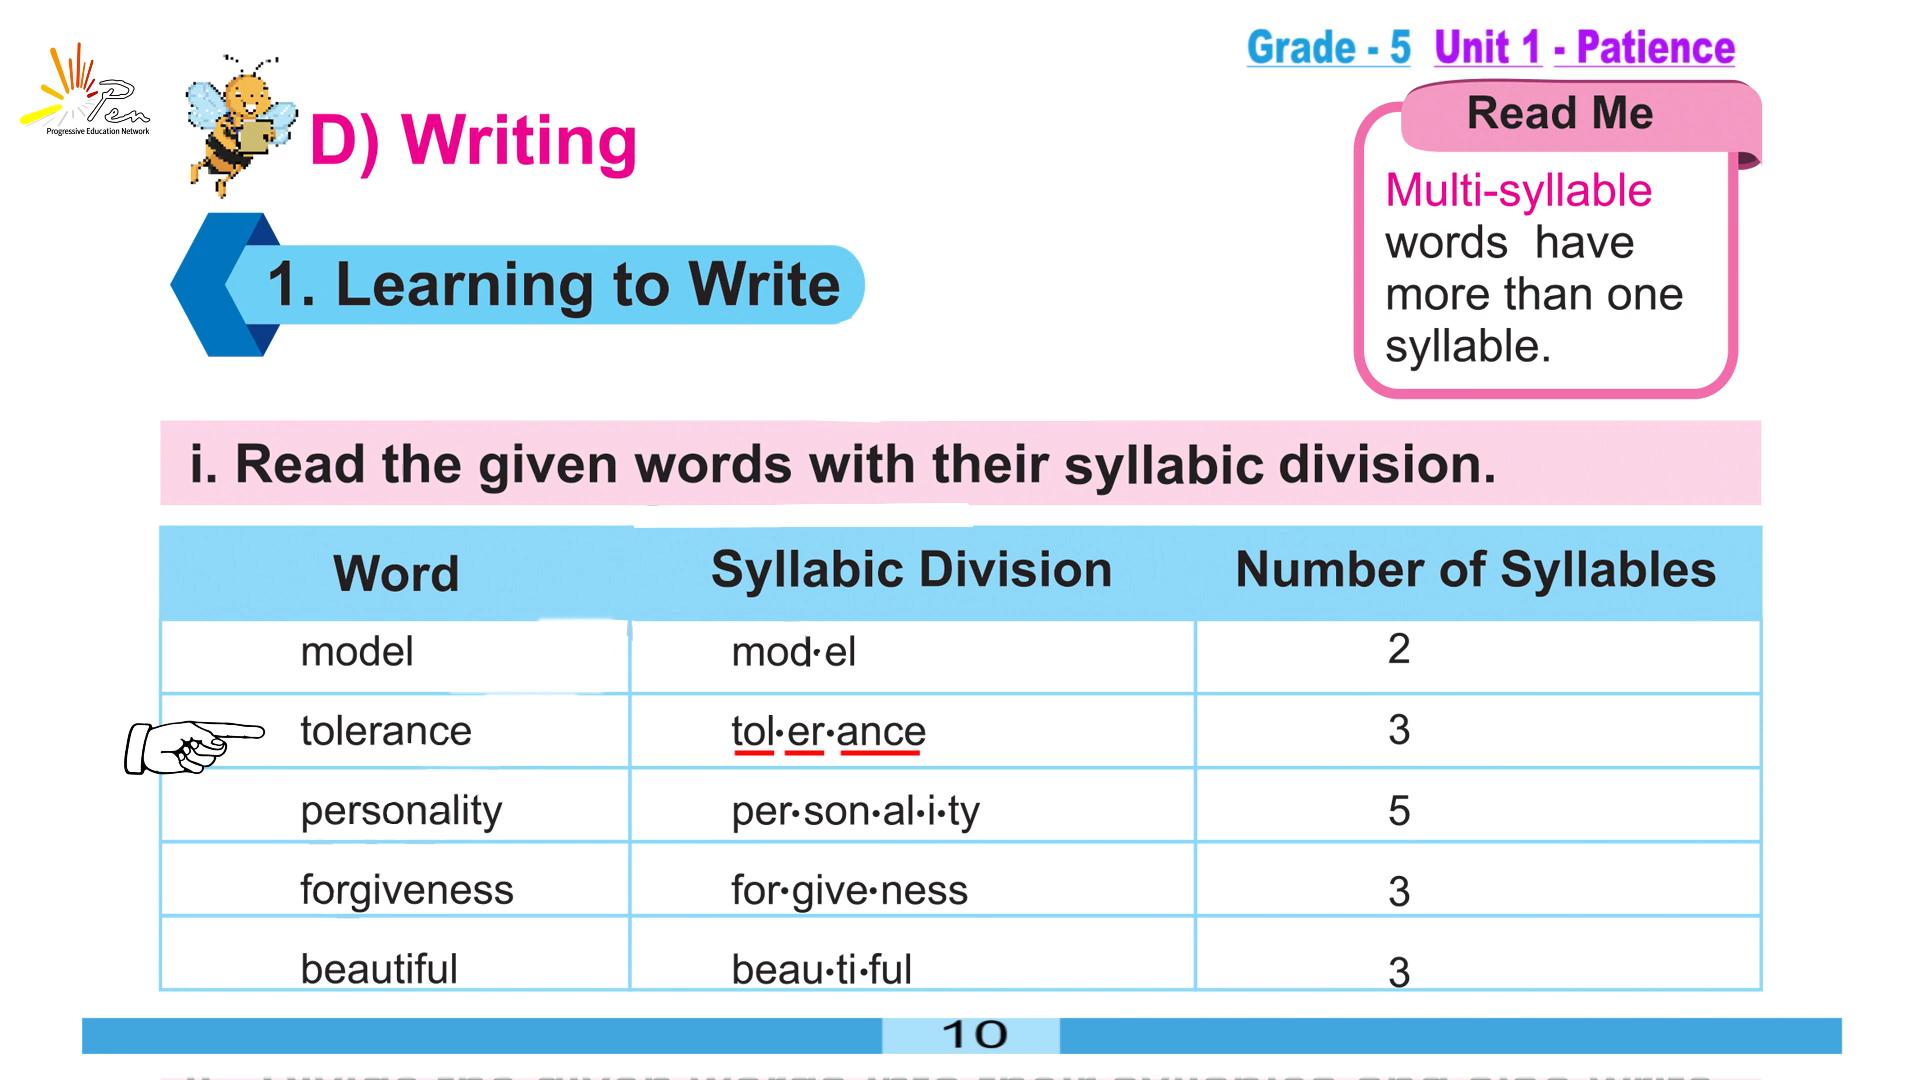 Pen
Progressive Education Network
Grade - 5 Unit 1 - Patience
D) Writing
Read Me
Multi-syllable
words have
more than one
syllable.
1. Learning to Write
i. Read the given words with their syllabic division.
Word Syllabic Division Number of Syllables
model mod·el 2
tolerance tol·er·ance 3
personality per·son·al·i·ty 5
forgiveness for·give·ness 3
beautiful beau·ti·ful 3
10